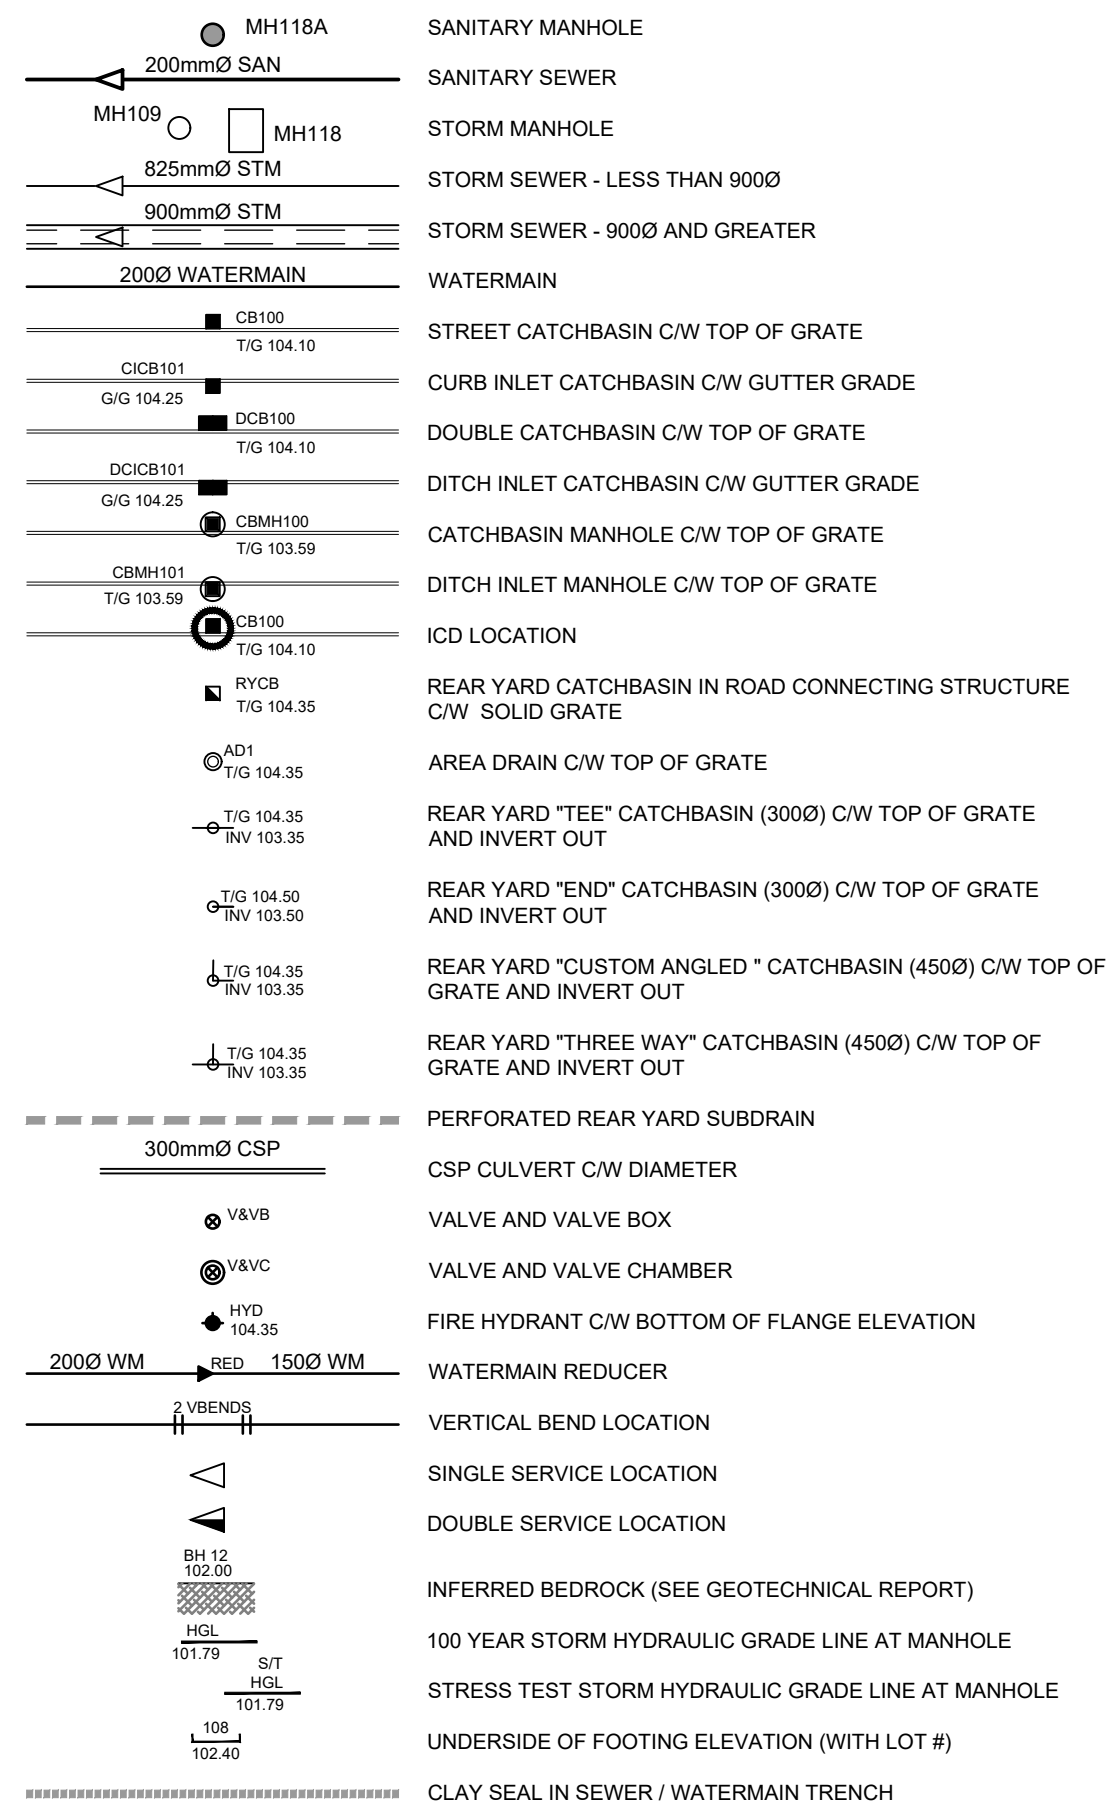 MH118A SANITARY MANHOLE
200mmØ SAN SANITARY SEWER
MH109 MH118 STORM MANHOLE
825mmØ STM STORM SEWER - LESS THAN 900Ø
900mmØ STM STORM SEWER - 900Ø AND GREATER
200Ø WATERMAIN WATERMAIN
CB100 STREET CATCHBASIN C/W TOP OF GRATE
T/G 104.10
CICB101 CURB INLET CATCHBASIN C/W GUTTER GRADE
G/G 104.25
DCB100 DOUBLE CATCHBASIN C/W TOP OF GRATE
T/G 104.10
DCICB101 DITCH INLET CATCHBASIN C/W GUTTER GRADE
G/G 104.25
CBMH100 CATCHBASIN MANHOLE C/W TOP OF GRATE
T/G 103.59
CBMH101 DITCH INLET MANHOLE C/W TOP OF GRATE
T/G 103.59
CB100 ICD LOCATION
T/G 104.10
RYCB REAR YARD CATCHBASIN IN ROAD CONNECTING STRUCTURE
T/G 104.35 C/W SOLID GRATE
AD1 AREA DRAIN C/W TOP OF GRATE
T/G 104.35
T/G 104.35 REAR YARD "TEE" CATCHBASIN (300Ø) C/W TOP OF GRATE
INV 103.35 AND INVERT OUT
T/G 104.50 REAR YARD "END" CATCHBASIN (300Ø) C/W TOP OF GRATE
INV 103.50 AND INVERT OUT
T/G 104.35 REAR YARD "CUSTOM ANGLED " CATCHBASIN (450Ø) C/W TOP OF
INV 103.35 GRATE AND INVERT OUT
T/G 104.35 REAR YARD "THREE WAY" CATCHBASIN (450Ø) C/W TOP OF
INV 103.35 GRATE AND INVERT OUT
PERFORATED REAR YARD SUBDRAIN
300mmØ CSP CSP CULVERT C/W DIAMETER
V&VB VALVE AND VALVE BOX
V&VC VALVE AND VALVE CHAMBER
HYD FIRE HYDRANT C/W BOTTOM OF FLANGE ELEVATION
104.35
200Ø WM RED 150Ø WM WATERMAIN REDUCER
2 VBENDS VERTICAL BEND LOCATION
SINGLE SERVICE LOCATION
DOUBLE SERVICE LOCATION
BH 12
102.00 INFERRED BEDROCK (SEE GEOTECHNICAL REPORT)
HGL 100 YEAR STORM HYDRAULIC GRADE LINE AT MANHOLE
101.79
S/T
HGL STRESS TEST STORM HYDRAULIC GRADE LINE AT MANHOLE
101.79
108 UNDERSIDE OF FOOTING ELEVATION (WITH LOT #)
102.40
CLAY SEAL IN SEWER / WATERMAIN TRENCH